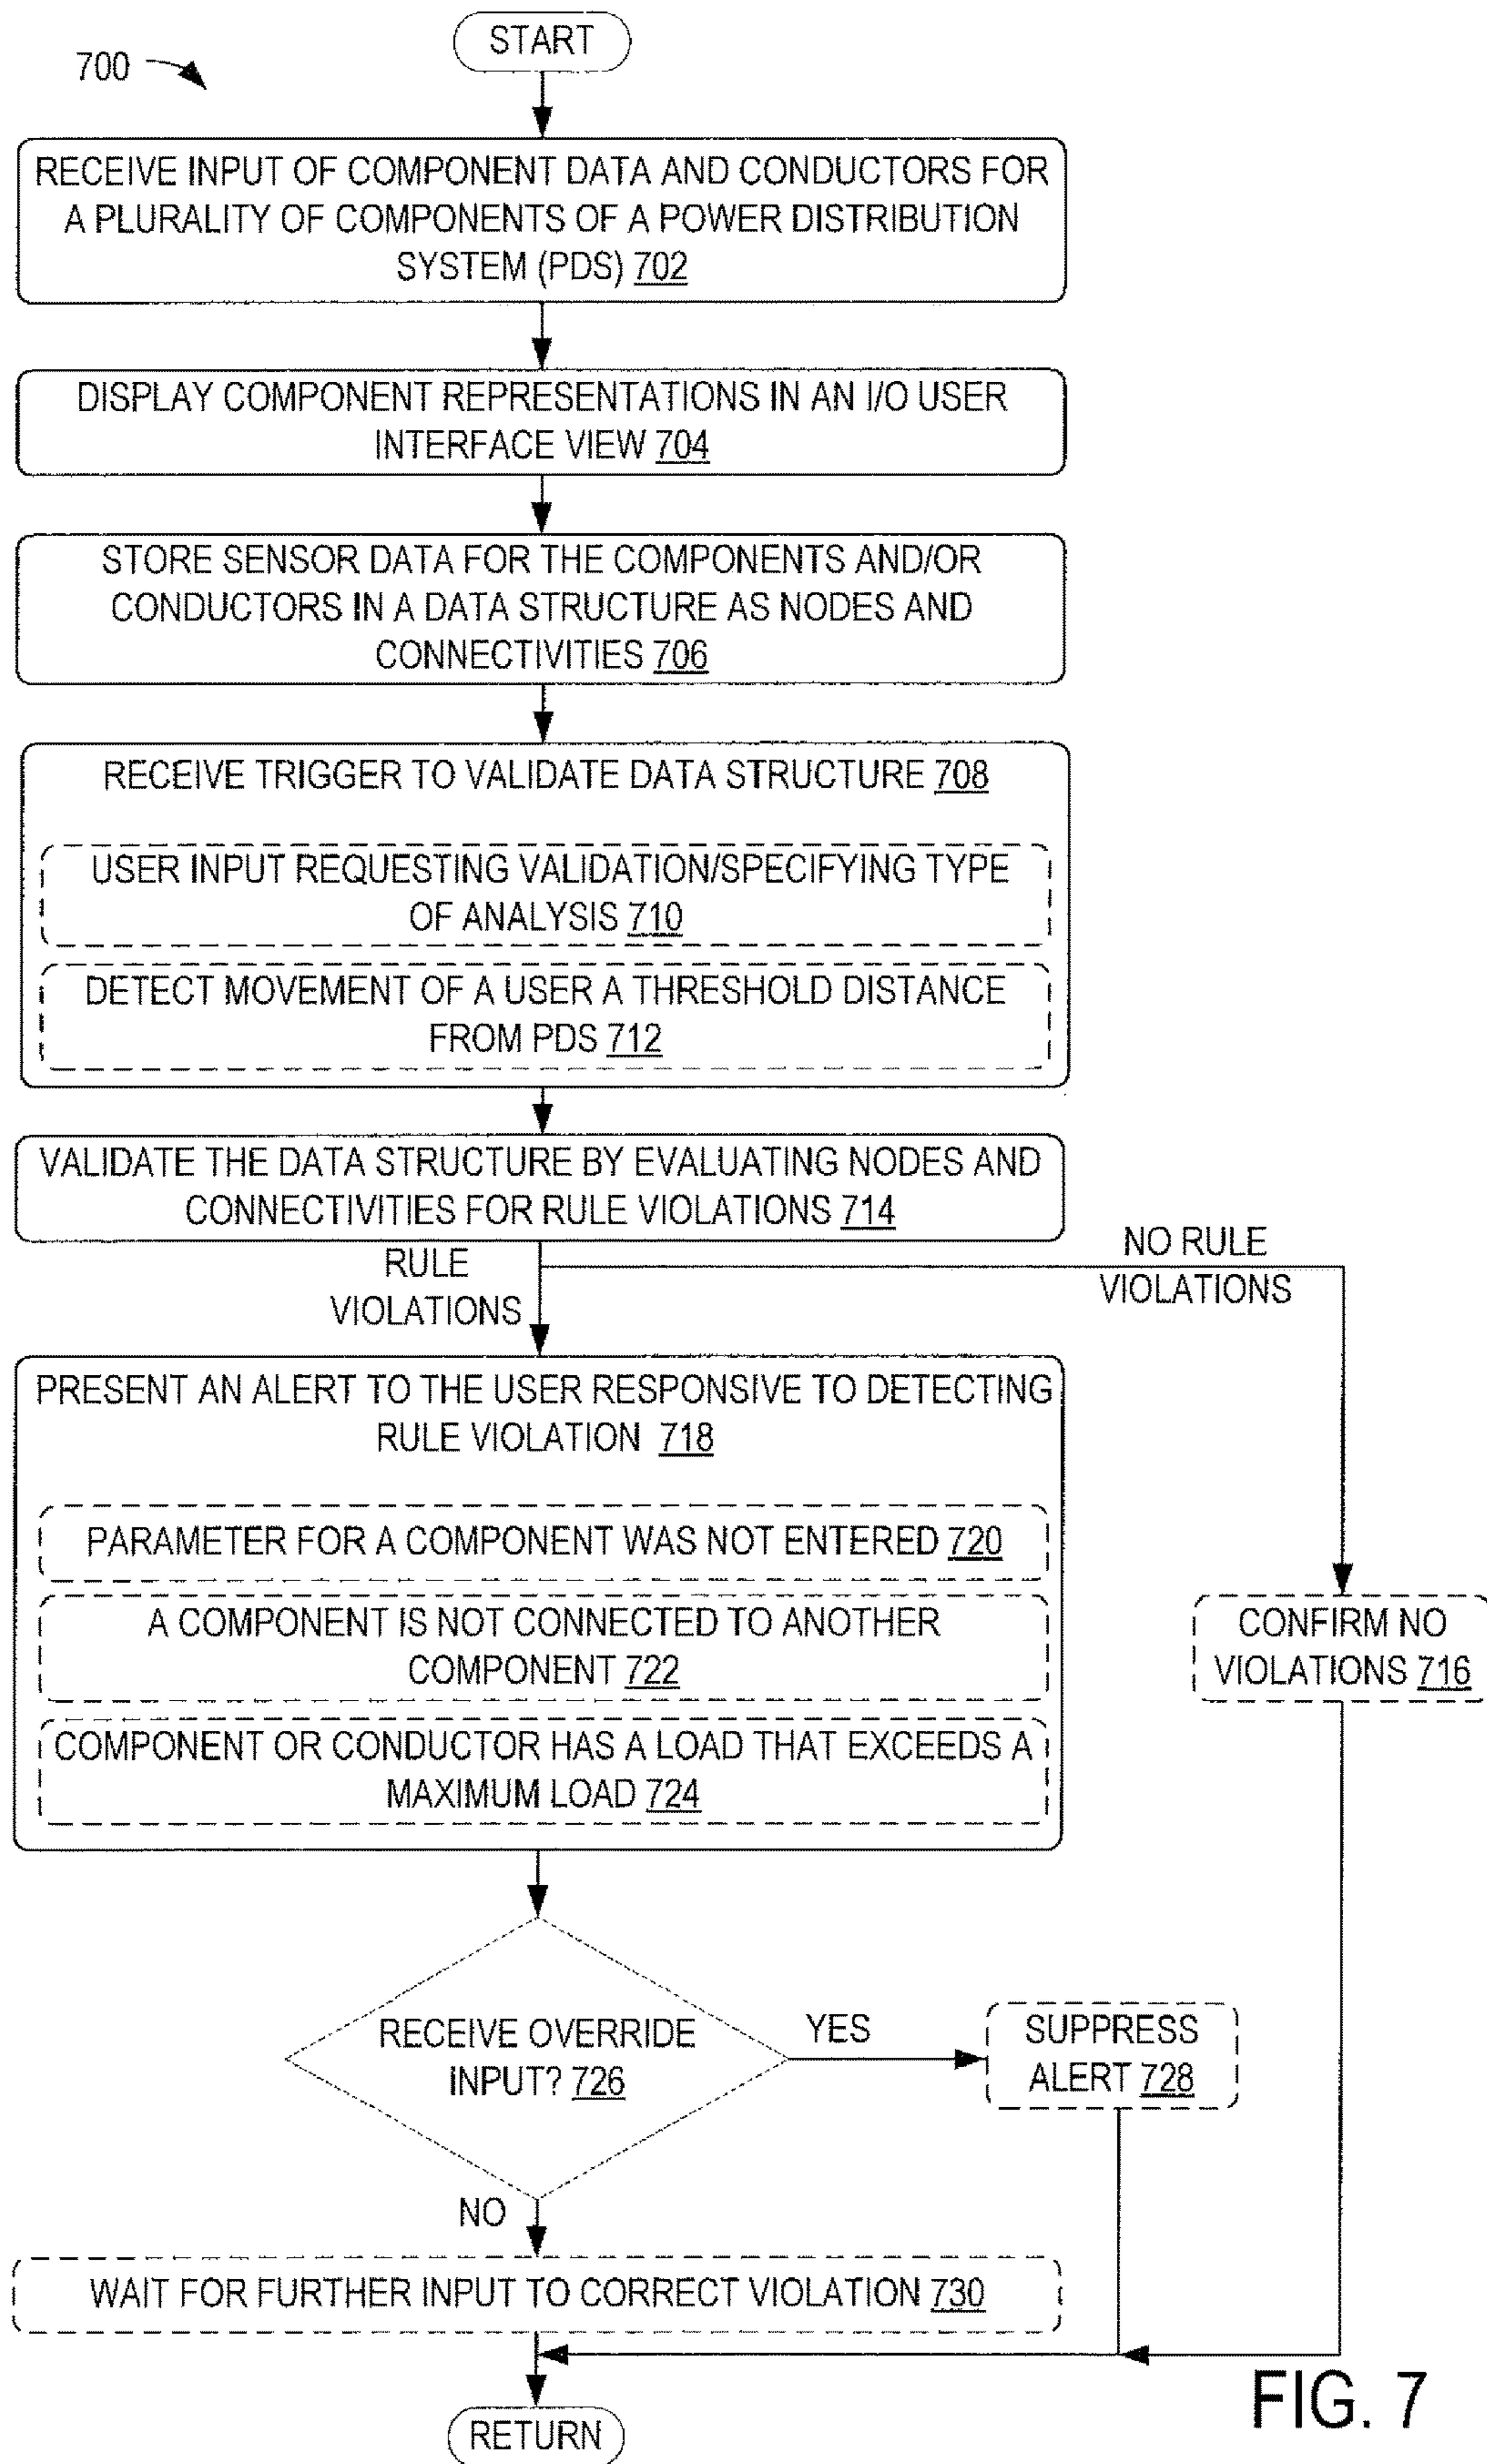 START
700
RECEIVE INPUT OF COMPONENT DATA AND CONDUCTORS FOR
A PLURALITY OF COMPONENTS OF A POWER DISTRIBUTION
SYSTEM (PDS) 702
DISPLAY COMPONENT REPRESENTATIONS IN AN I/O USER
INTERFACE VIEW 704
STORE SENSOR DATA FOR THE COMPONENTS AND/OR
CONDUCTORS IN A DATA STRUCTURE AS NODES AND
CONNECTIVITIES 706
RECEIVE TRIGGER TO VALIDATE DATA STRUCTURE 708
USER INPUT REQUESTING VALIDATION/SPECIFYING TYPE
OF ANALYSIS 710
DETECT MOVEMENT OF A USER A THRESHOLD DISTANCE
FROM PDS 712
VALIDATE THE DATA STRUCTURE BY EVALUATING NODES AND
CONNECTIVITIES FOR RULE VIOLATIONS 714
RULE
VIOLATIONS
NO RULE
VIOLATIONS
PRESENT AN ALERT TO THE USER RESPONSIVE TO DETECTING
RULE VIOLATION 718
PARAMETER FOR A COMPONENT WAS NOT ENTERED 720
A COMPONENT IS NOT CONNECTED TO ANOTHER
COMPONENT 722
COMPONENT OR CONDUCTOR HAS A LOAD THAT EXCEEDS A
MAXIMUM LOAD 724
CONFIRM NO
VIOLATIONS 716
RECEIVE OVERRIDE
INPUT? 726
YES
SUPPRESS
ALERT 728
NO
WAIT FOR FURTHER INPUT TO CORRECT VIOLATION 730
RETURN
FIG. 7